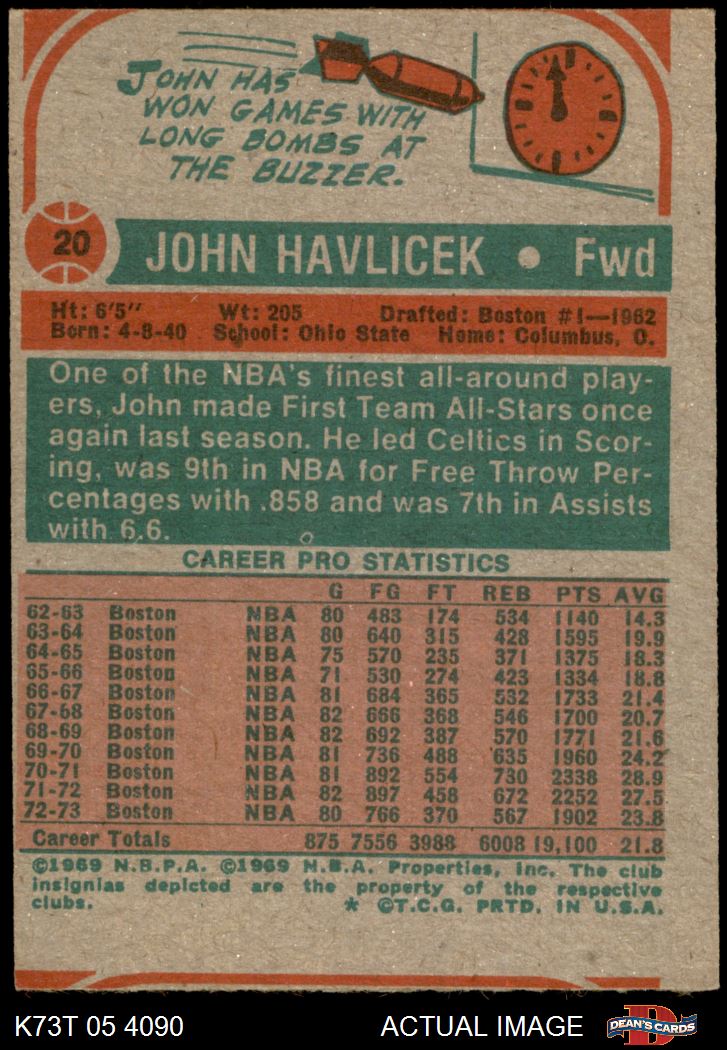 JOHN HAS
WON GAMES WITH
LONG BOMBS AT
THE BUZZER.
20
JOHN HAVLICEK • Fwd
Ht: 6'5" Wt: 205 Drafted: Boston #1—1962
Born: 4-8-40 School: Ohio State Home: Columbus, O.
One of the NBA's finest all-around play-
ers, John made First Team All-Stars once
again last season. He led Celtics in Scor-
ing, was 9th in NBA for Free Throw Per-
centages with .858 and was 7th in Assists
with 6.6.
CAREER PRO STATISTICS
G FG FT REB PTS AVG
62-63 Boston NBA 80 483 174 534 1140 14.3
63-64 Boston NBA 80 640 315 428 1595 19.9
64-65 Boston NBA 75 570 235 371 1375 18.3
65-66 Boston NBA 71 530 274 423 1334 18.8
66-67 Boston NBA 81 684 365 532 1733 21.4
67-68 Boston NBA 82 666 368 546 1700 20.7
68-69 Boston NBA 82 692 387 570 1771 21.6
69-70 Boston NBA 81 736 488 635 1960 24.2
70-71 Boston NBA 81 892 554 730 2338 28.9
71-72 Boston NBA 82 897 458 672 2252 27.5
72-73 Boston NBA 80 766 370 567 1902 23.8
Career Totals 875 7556 3988 6008 19,100 21.8
©1969 N.B.P.A. ©1969 N.B.A. Properties, Inc. The club
insignias depicted are the property of the respective
clubs. * ©T.C.G. PRTD. IN U.S.A.
K73T 05 4090 ACTUAL IMAGE
D
DEAN'S CARDS